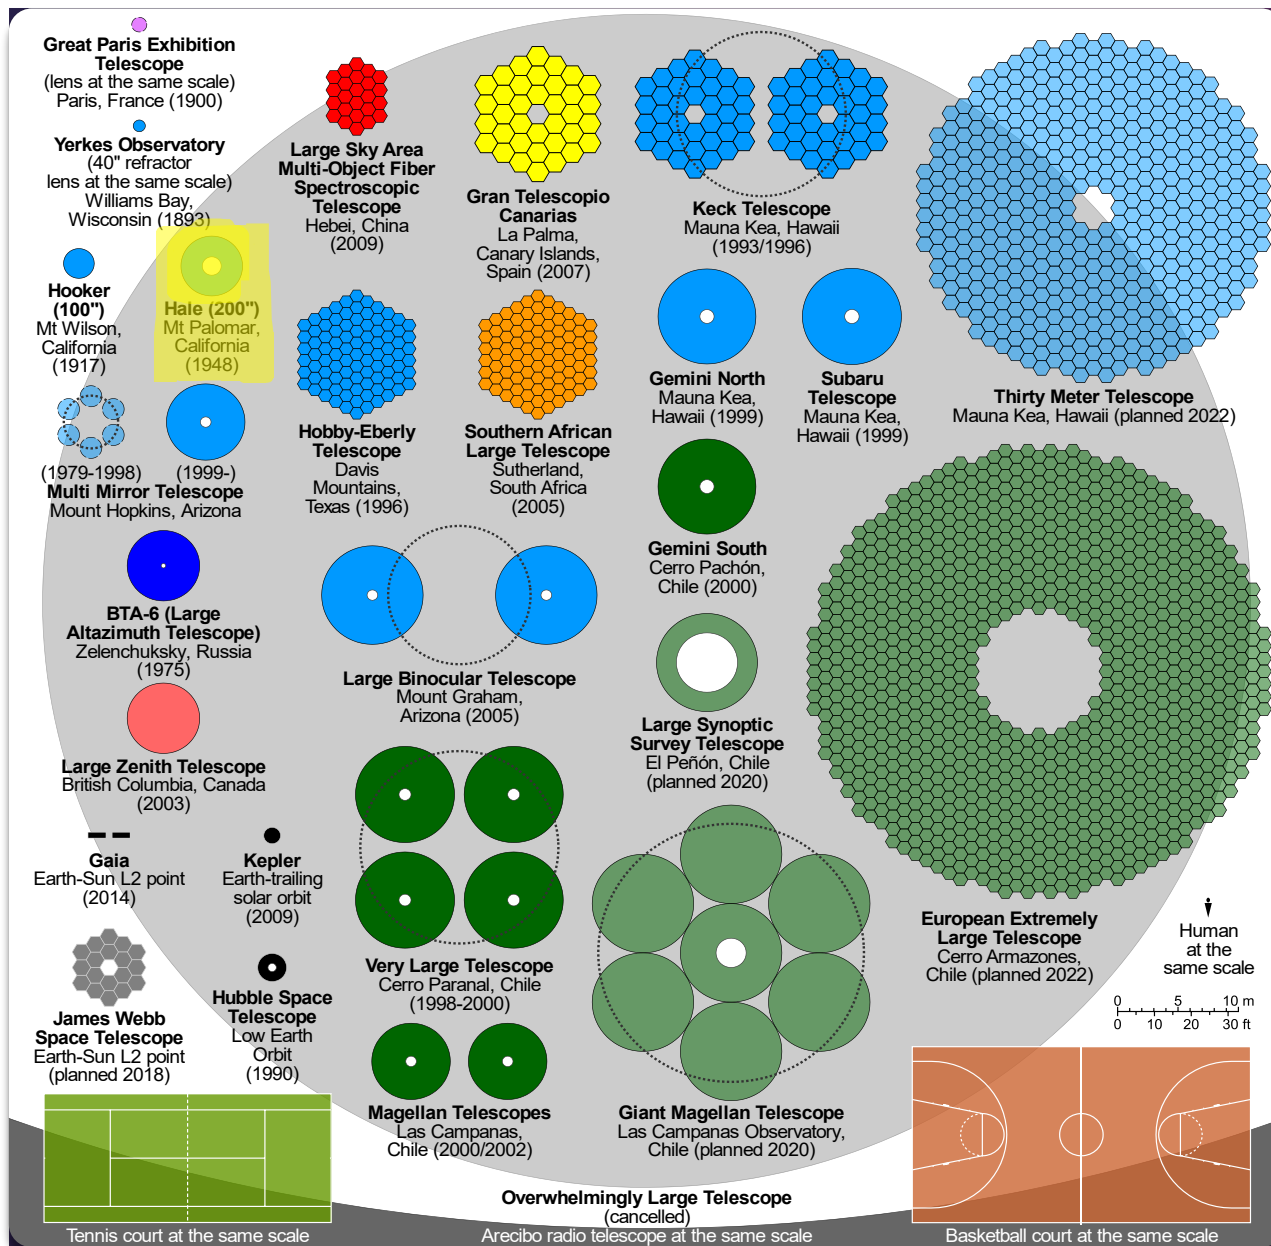 Great Paris Exhibition
Telescope
(lens at the same scale)
Paris, France (1900)
Yerkes Observatory
(40" refractor
lens at the same scale)
Williams Bay,
Wisconsin (1893)
Hooker
(100")
Mt Wilson,
California
(1917)
Hale (200")
Mt Palomar,
California
(1948)
(1979-1998)
(1999-)
Multi Mirror Telescope
Mount Hopkins, Arizona
BTA-6 (Large
Altazimuth Telescope)
Zelenchuksky, Russia
(1975)
Large Zenith Telescope
British Columbia, Canada
(2003)
Gaia
Earth-Sun L2 point
(2014)
Kepler
Earth-trailing
solar orbit
(2009)
James Webb
Space Telescope
Earth-Sun L2 point
(planned 2018)
Hubble Space
Telescope
Low Earth
Orbit
(1990)
Large Sky Area
Multi-Object Fiber
Spectroscopic
Telescope
Hebei, China
(2009)
Gran Telescopio
Canarias
La Palma,
Canary Islands,
Spain (2007)
Keck Telescope
Mauna Kea, Hawaii
(1993/1996)
Hobby-Eberly
Telescope
Davis
Mountains,
Texas (1996)
Southern African
Large Telescope
Sutherland,
South Africa
(2005)
Gemini North
Mauna Kea,
Hawaii (1999)
Subaru
Telescope
Mauna Kea,
Hawaii (1999)
Thirty Meter Telescope
Mauna Kea, Hawaii (planned 2022)
Gemini South
Cerro Pachón,
Chile (2000)
Large Binocular Telescope
Mount Graham,
Arizona (2005)
Large Synoptic
Survey Telescope
El Peñón, Chile
(planned 2020)
Very Large Telescope
Cerro Paranal, Chile
(1998-2000)
Magellan Telescopes
Las Campanas,
Chile (2000/2002)
Giant Magellan Telescope
Las Campanas Observatory,
Chile (planned 2020)
European Extremely
Large Telescope
Cerro Armazones,
Chile (planned 2022)
Human
at the
same scale
0 5 10 m
0 10 20 30 ft
Overwhelmingly Large Telescope
(cancelled)
Tennis court at the same scale
Arecibo radio telescope at the same scale
Basketball court at the same scale